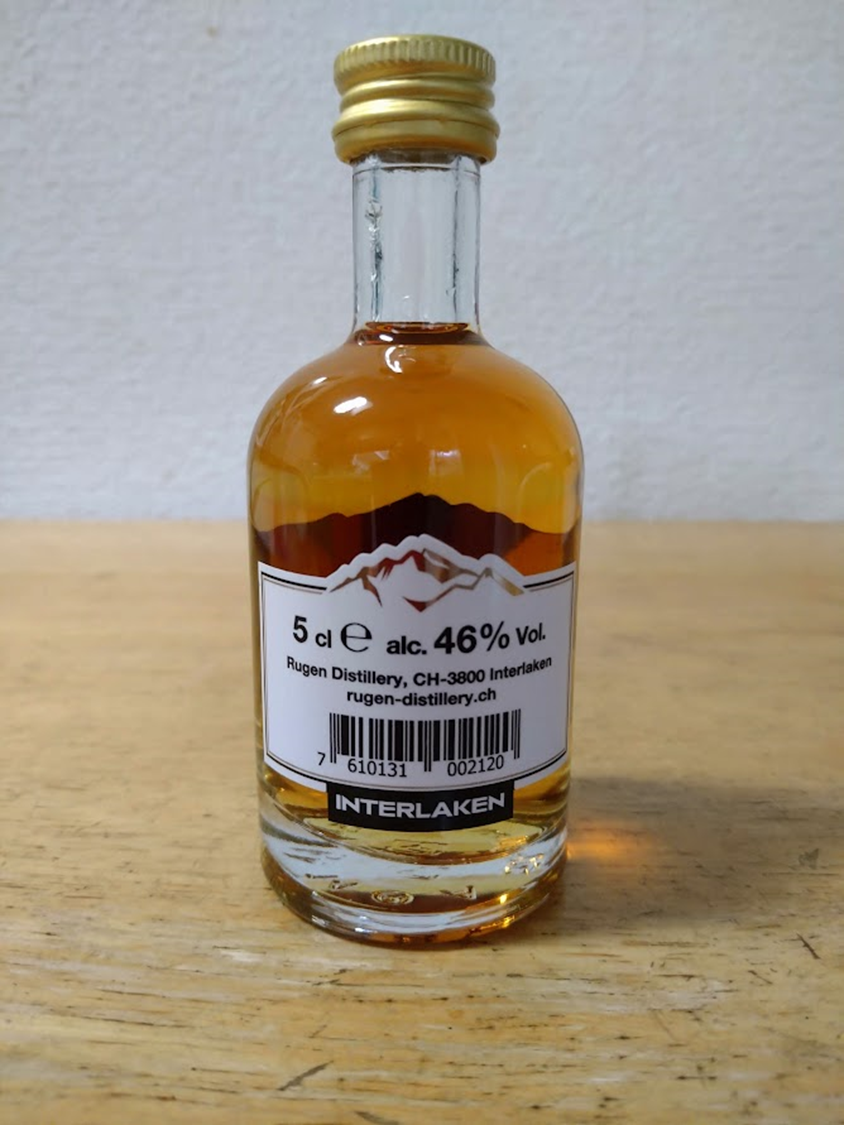 5 cl ℮ alc. 46% Vol.
Rugen Distillery, CH-3800 Interlaken
rugen-distillery.ch
7 610131 002120
INTERLAKEN